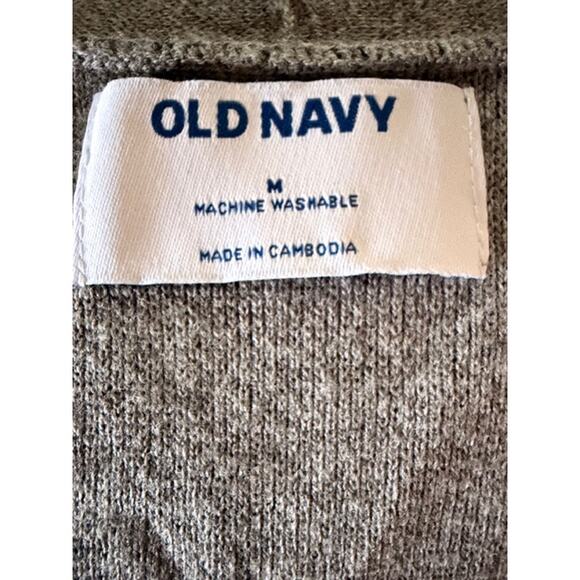 OLD NAVY
M
MACHINE WASHABLE
MADE IN CAMBODIA